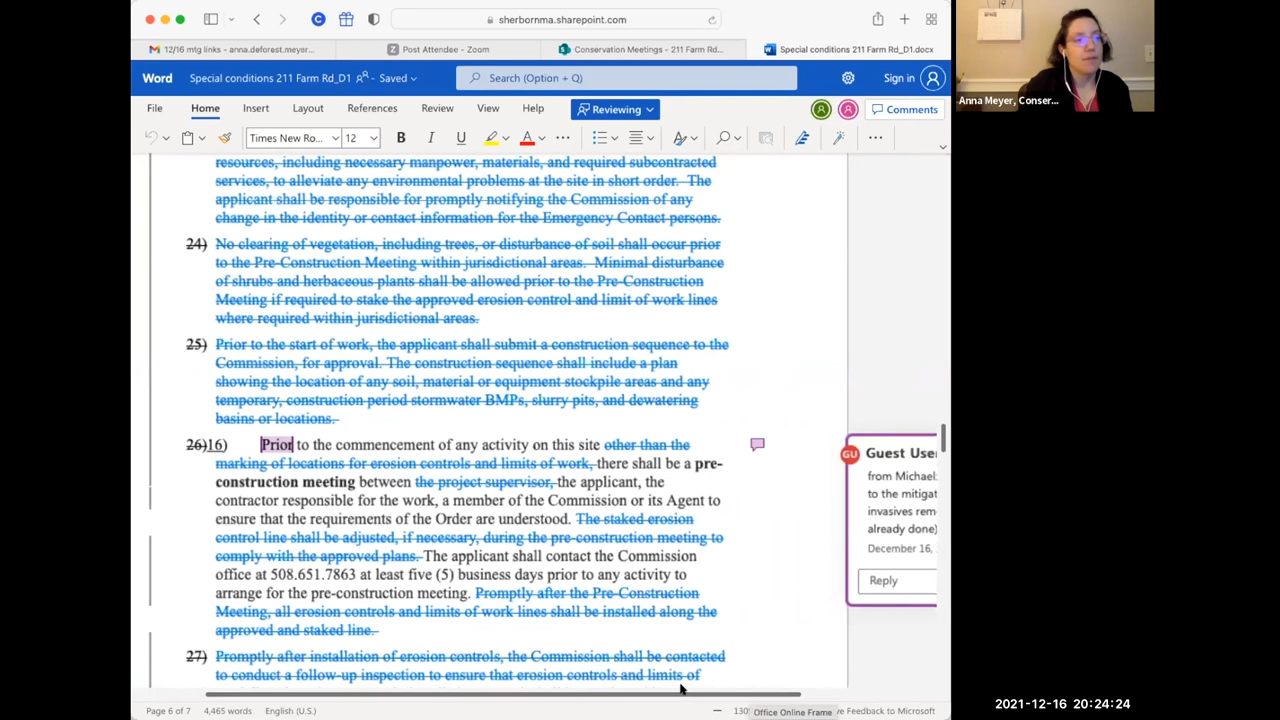 sherbornma.sharepoint.com
12/16 mtg links - anna.deforest.meyer...
Post Attendee - Zoom
Conservation Meetings - 211 Farm Rd...
Special conditions 211 Farm Rd_D1.docx
Word
Special conditions 211 Farm Rd_D1
- Saved
Search (Option + Q)
Sign in
File
Home
Insert
Layout
References
Review
View
Help
Reviewing
Comments
Times New Ro...
12
resources, including necessary manpower, materials, and required subcontracted
services, to alleviate any environmental problems at the site in short order. The
applicant shall be responsible for promptly notifying the Commission of any
change in the identity or contact information for the Emergency Contact persons.
24) No clearing of vegetation, including trees, or disturbance of soil shall occur prior
to the Pre-Construction Meeting within jurisdictional areas. Minimal disturbance
of shrubs and herbaceous plants shall be allowed prior to the Pre-Construction
Meeting if required to stake the approved erosion control and limit of work lines
where required within jurisdictional areas.
25) Prior to the start of work, the applicant shall submit a construction sequence to the
Commission, for approval. The construction sequence shall include a plan
showing the location of any soil, material or equipment stockpile areas and any
temporary, construction period stormwater BMPs, slurry pits, and dewatering
basins or locations.
26)16) Prior to the commencement of any activity on this site other than the
marking of locations for erosion controls and limits of work, there shall be a pre-
construction meeting between the project supervisor, the applicant, the
contractor responsible for the work, a member of the Commission or its Agent to
ensure that the requirements of the Order are understood. The staked erosion
control line shall be adjusted, if necessary, during the pre-construction meeting to
comply with the approved plans. The applicant shall contact the Commission
office at 508.651.7863 at least five (5) business days prior to any activity to
arrange for the pre-construction meeting. Promptly after the Pre-Construction
Meeting, all erosion controls and limits of work lines shall be installed along the
approved and staked line.
27) Promptly after installation of erosion controls, the Commission shall be contacted
to conduct a follow-up inspection to ensure that erosion controls and limits of
GU
Guest User
from Michael:
to the mitigat
invasives rem
already done)
December 16,
Reply
Page 6 of 7
4,465 words
English (U.S.)
Office Online Frame
Feedback to Microsoft
Anna Meyer, Conser...
2021-12-16 20:24:24